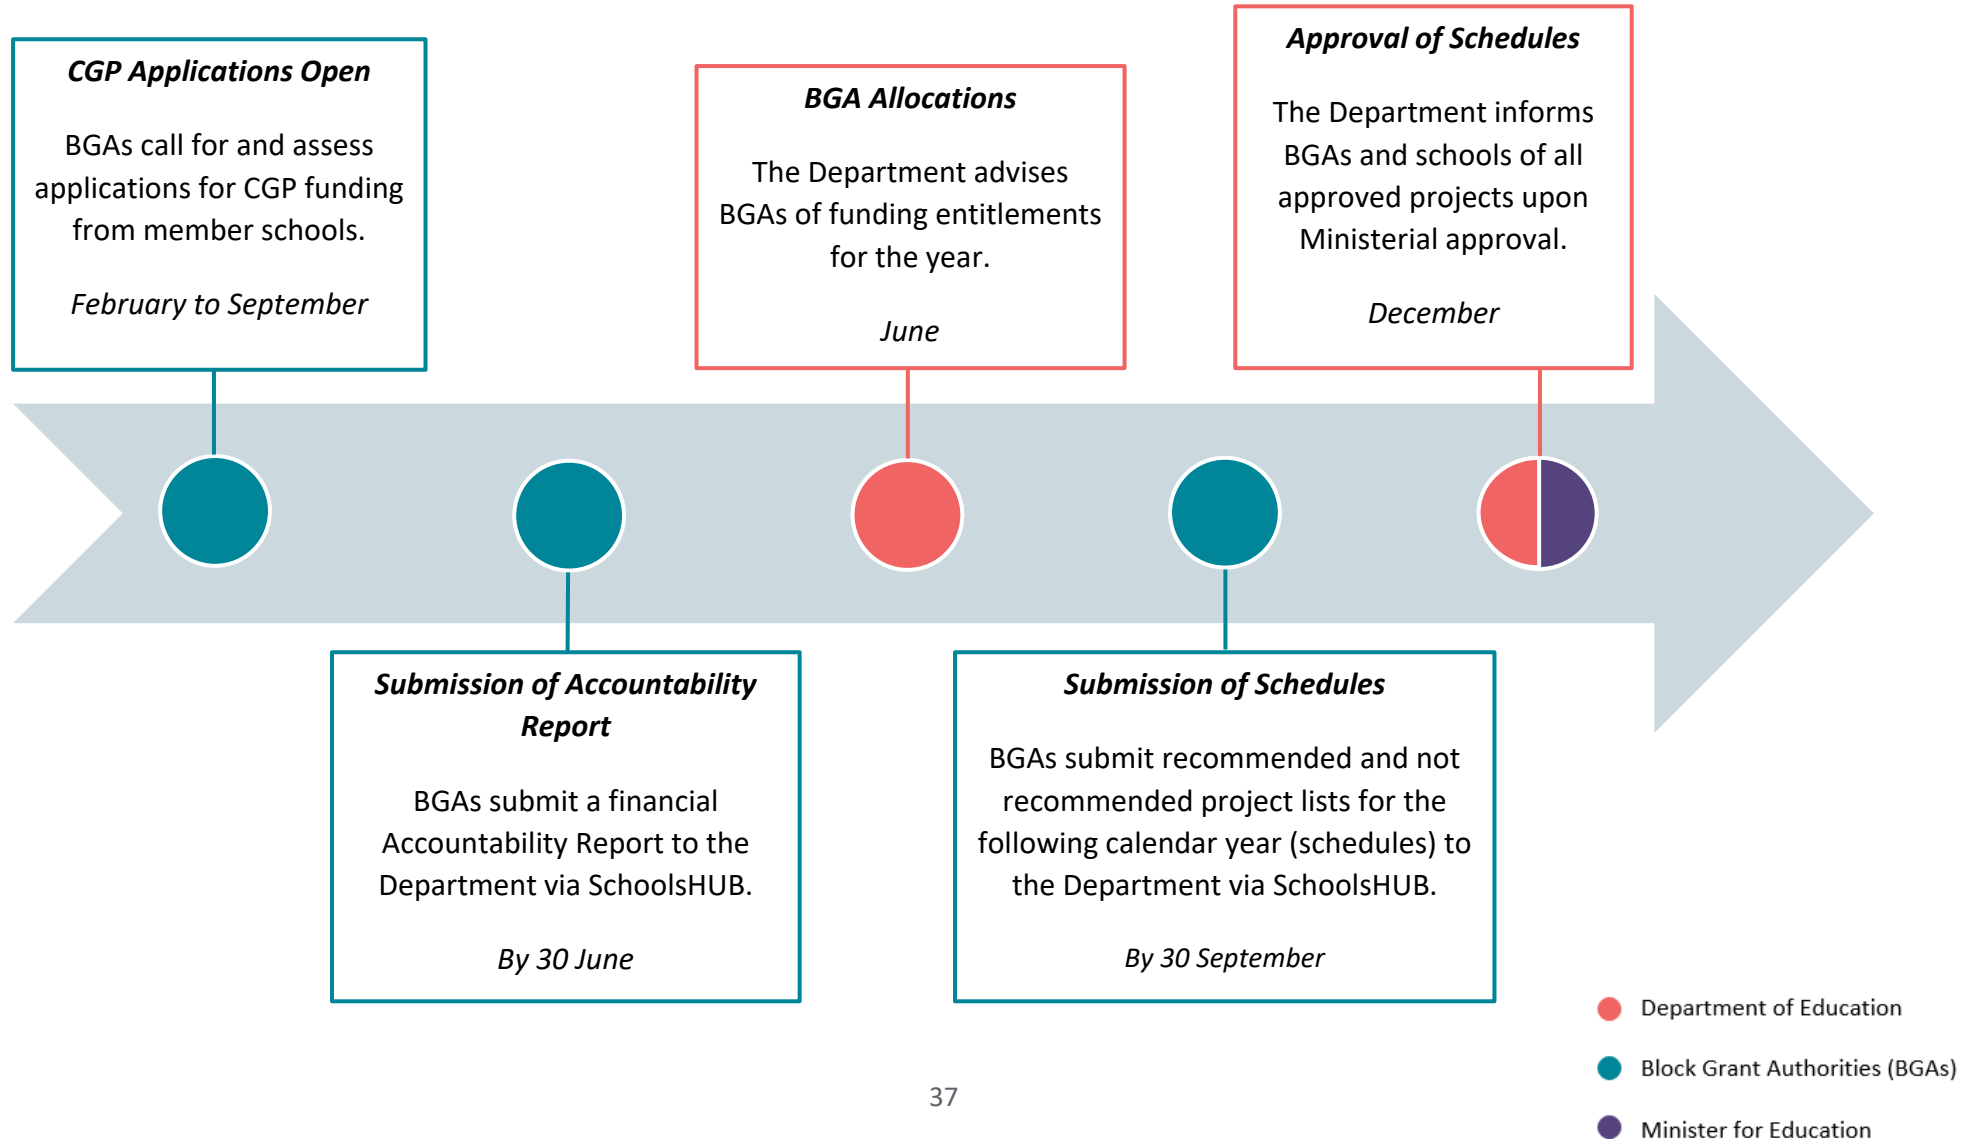 CGP Applications Open
BGAs call for and assess
applications for CGP funding
from member schools.
February to September
BGA Allocations
The Department advises
BGAs of funding entitlements
for the year.
June
Approval of Schedules
The Department informs
BGAs and schools of all
approved projects upon
Ministerial approval.
December
Submission of Accountability
Report
BGAs submit a financial
Accountability Report to the
Department via SchoolsHUB.
By 30 June
Submission of Schedules
BGAs submit recommended and not
recommended project lists for the
following calendar year (schedules) to
the Department via SchoolsHUB.
By 30 September
Department of Education
Block Grant Authorities (BGAs)
Minister for Education
37